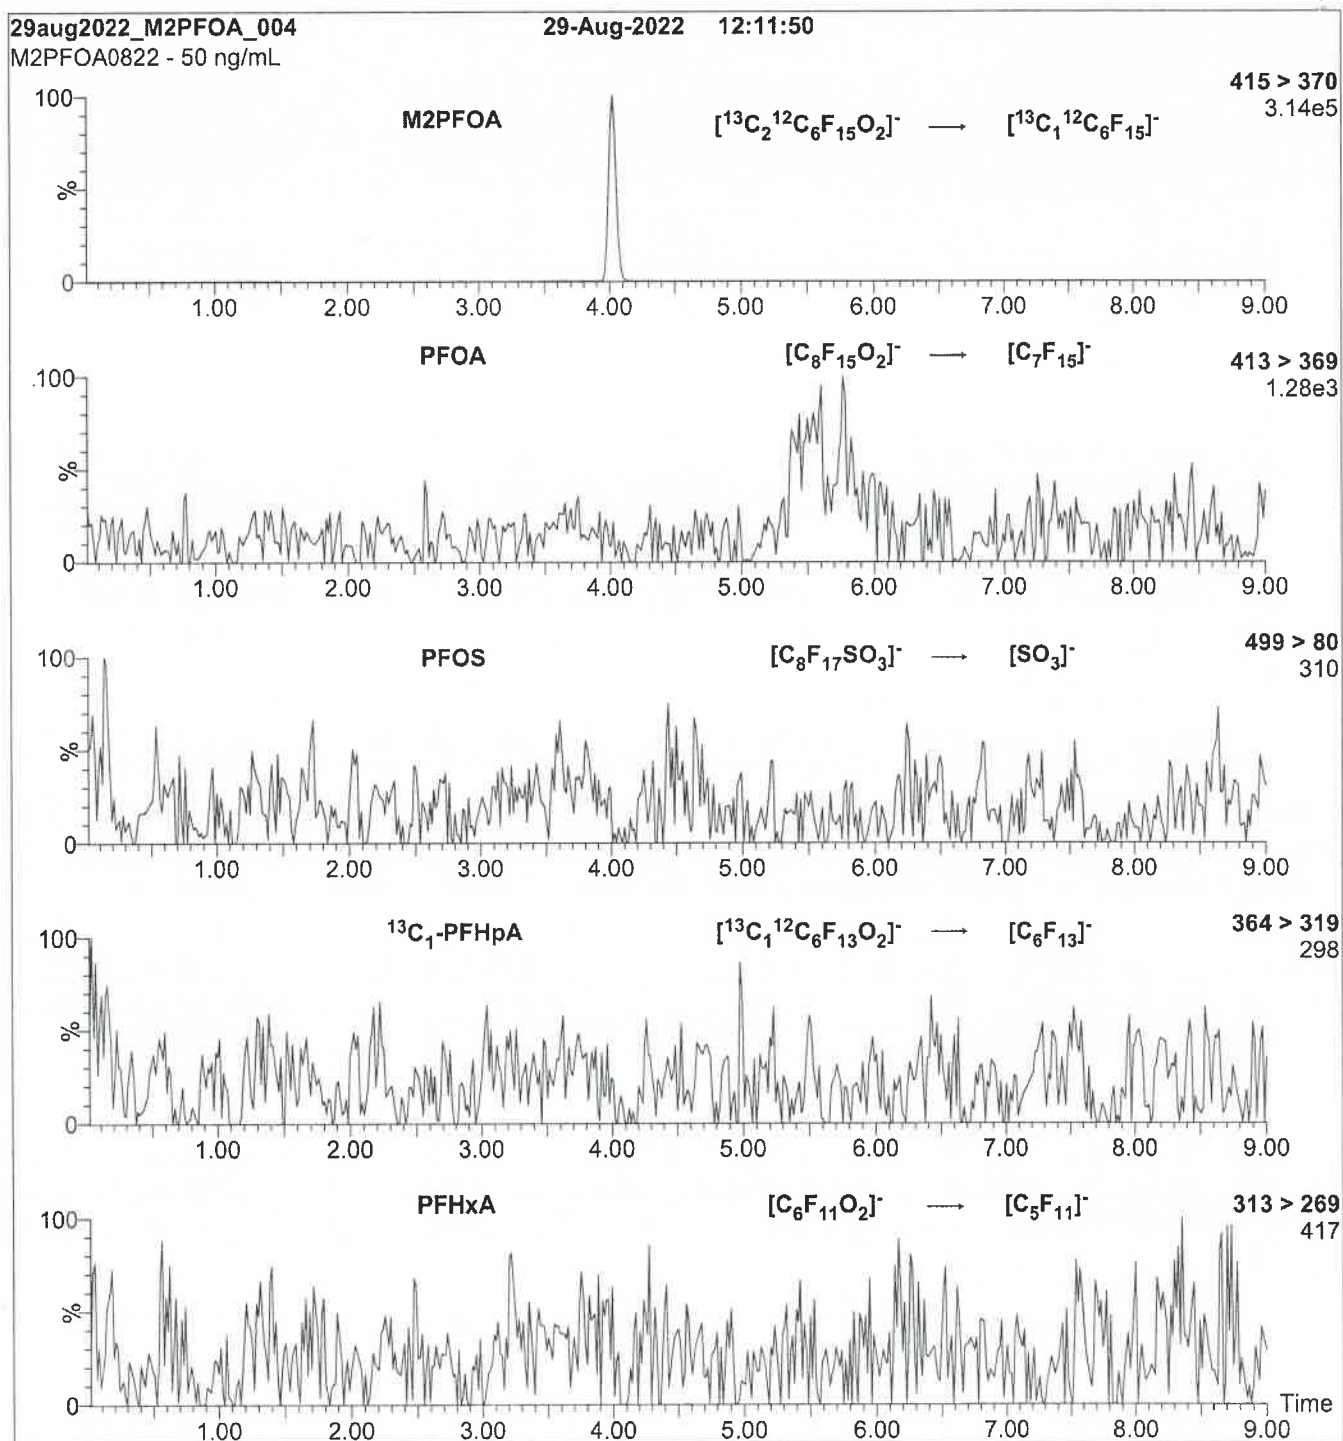 29aug2022_M2PFOA_004 29-Aug-2022 12:11:50
M2PFOA0822 - 50 ng/mL
415 > 370
3.14e5
M2PFOA [¹³C₂¹²C₆F₁₅O₂]⁻ → [¹³C₁¹²C₆F₁₅]⁻
100
%
0
1.00 2.00 3.00 4.00 5.00 6.00 7.00 8.00 9.00
PFOA [C₈F₁₅O₂]⁻ → [C₇F₁₅]⁻ 413 > 369
1.28e3
100
%
0
1.00 2.00 3.00 4.00 5.00 6.00 7.00 8.00 9.00
PFOS [C₈F₁₇SO₃]⁻ → [SO₃]⁻ 499 > 80
310
100
%
0
1.00 2.00 3.00 4.00 5.00 6.00 7.00 8.00 9.00
¹³C₁-PFHpA [¹³C₁¹²C₆F₁₃O₂]⁻ → [C₆F₁₃]⁻ 364 > 319
298
100
%
0
1.00 2.00 3.00 4.00 5.00 6.00 7.00 8.00 9.00
PFHxA [C₆F₁₁O₂]⁻ → [C₅F₁₁]⁻ 313 > 269
417
100
%
0
Time
1.00 2.00 3.00 4.00 5.00 6.00 7.00 8.00 9.00